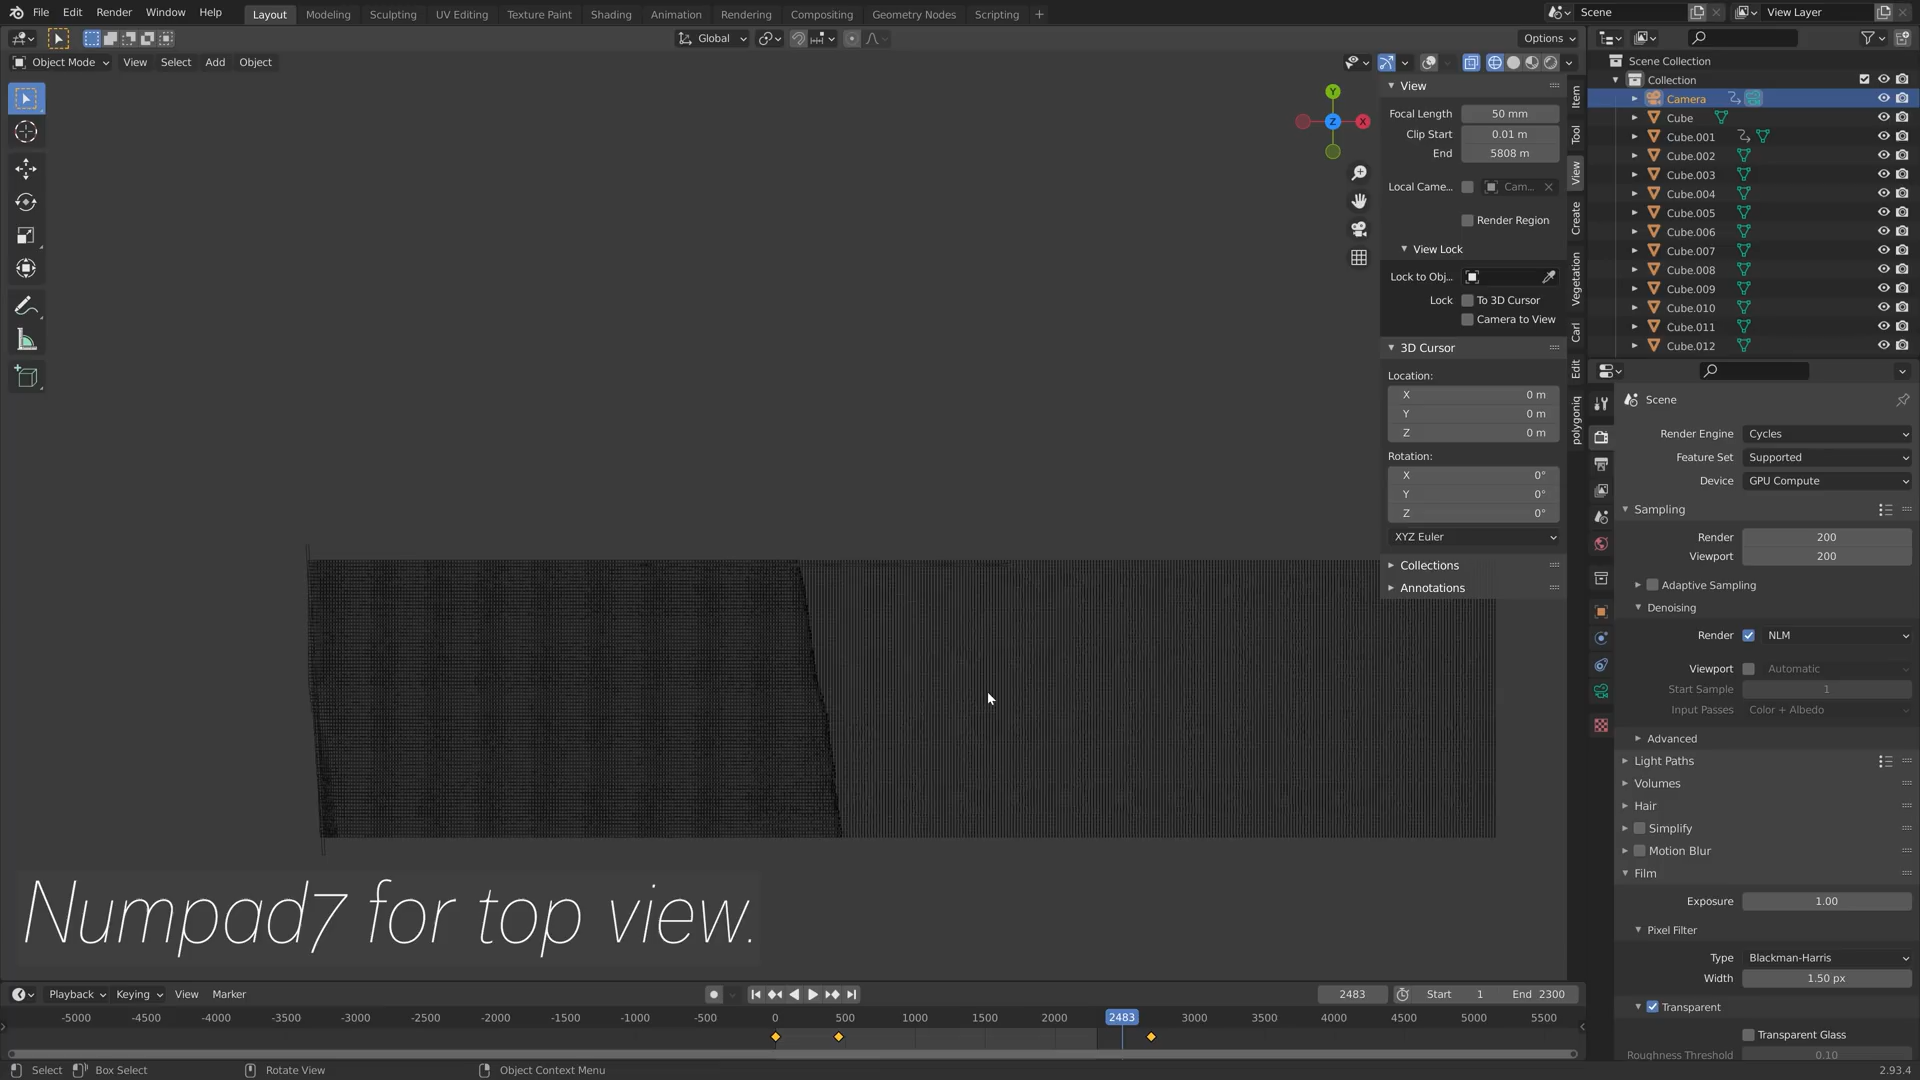 File Edit Render Window Help Layout Modeling Sculpting UV Editing Texture Paint Shading Animation Rendering Compositing Geometry Nodes Scripting + Scene View Layer
Global Options
Object Mode View Select Add Object
Y
X
Z
View
Focal Length 50 mm
Clip Start 0.01 m
End 5808 m
Local Came... Cam...
Render Region
View Lock
Lock to Obj...
Lock To 3D Cursor
Camera to View
3D Cursor
Location:
X 0 m
Y 0 m
Z 0 m
Rotation:
X 0°
Y 0°
Z 0°
XYZ Euler
Collections
Annotations
Item
Tool
View
Create
Vegetation
Carl
Edit
polygoniq
Scene Collection
Collection
Camera
Cube
Cube.001
Cube.002
Cube.003
Cube.004
Cube.005
Cube.006
Cube.007
Cube.008
Cube.009
Cube.010
Cube.011
Cube.012
Scene
Render Engine Cycles
Feature Set Supported
Device GPU Compute
Sampling
Render 200
Viewport 200
Adaptive Sampling
Denoising
Render NLM
Viewport Automatic
Start Sample 1
Input Passes Color + Albedo
Advanced
Light Paths
Volumes
Hair
Simplify
Motion Blur
Film
Exposure 1.00
Pixel Filter
Type Blackman-Harris
Width 1.50 px
Transparent
Transparent Glass
Roughness Threshold 0.10
Numpad7 for top view.
Playback Keying View Marker 2483 Start 1 End 2300
-5000 -4500 -4000 -3500 -3000 -2500 -2000 -1500 -1000 -500 0 500 1000 1500 2000 2483 3000 3500 4000 4500 5000 5500
Select Box Select Rotate View Object Context Menu 2.93.4